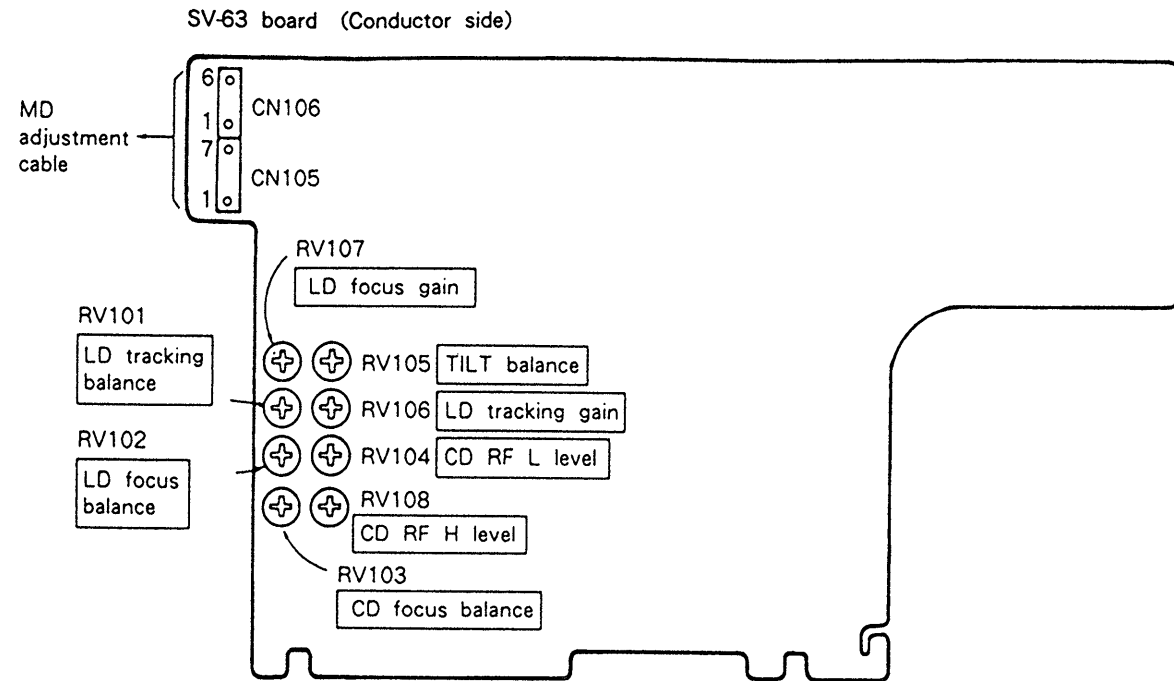 SV-63 board (Conductor side)
MD
adjustment
cable
6
1
CN106
7
1
CN105
RV107
LD focus gain
RV101
LD tracking
balance
RV105 TILT balance
RV106 LD tracking gain
RV102
LD focus
balance
RV104 CD RF L level
RV108
CD RF H level
RV103
CD focus balance